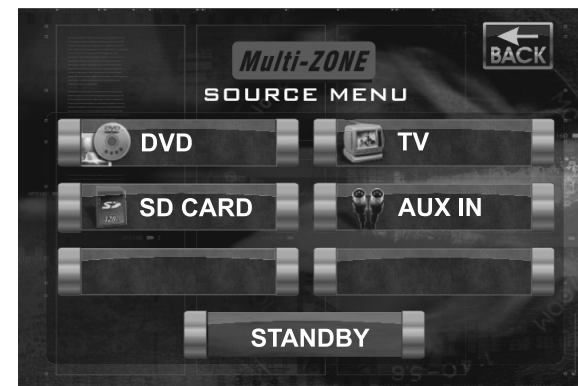 Multi-ZONE
BACK
SOURCE MENU
DVD
TV
SD CARD
AUX IN
STANDBY